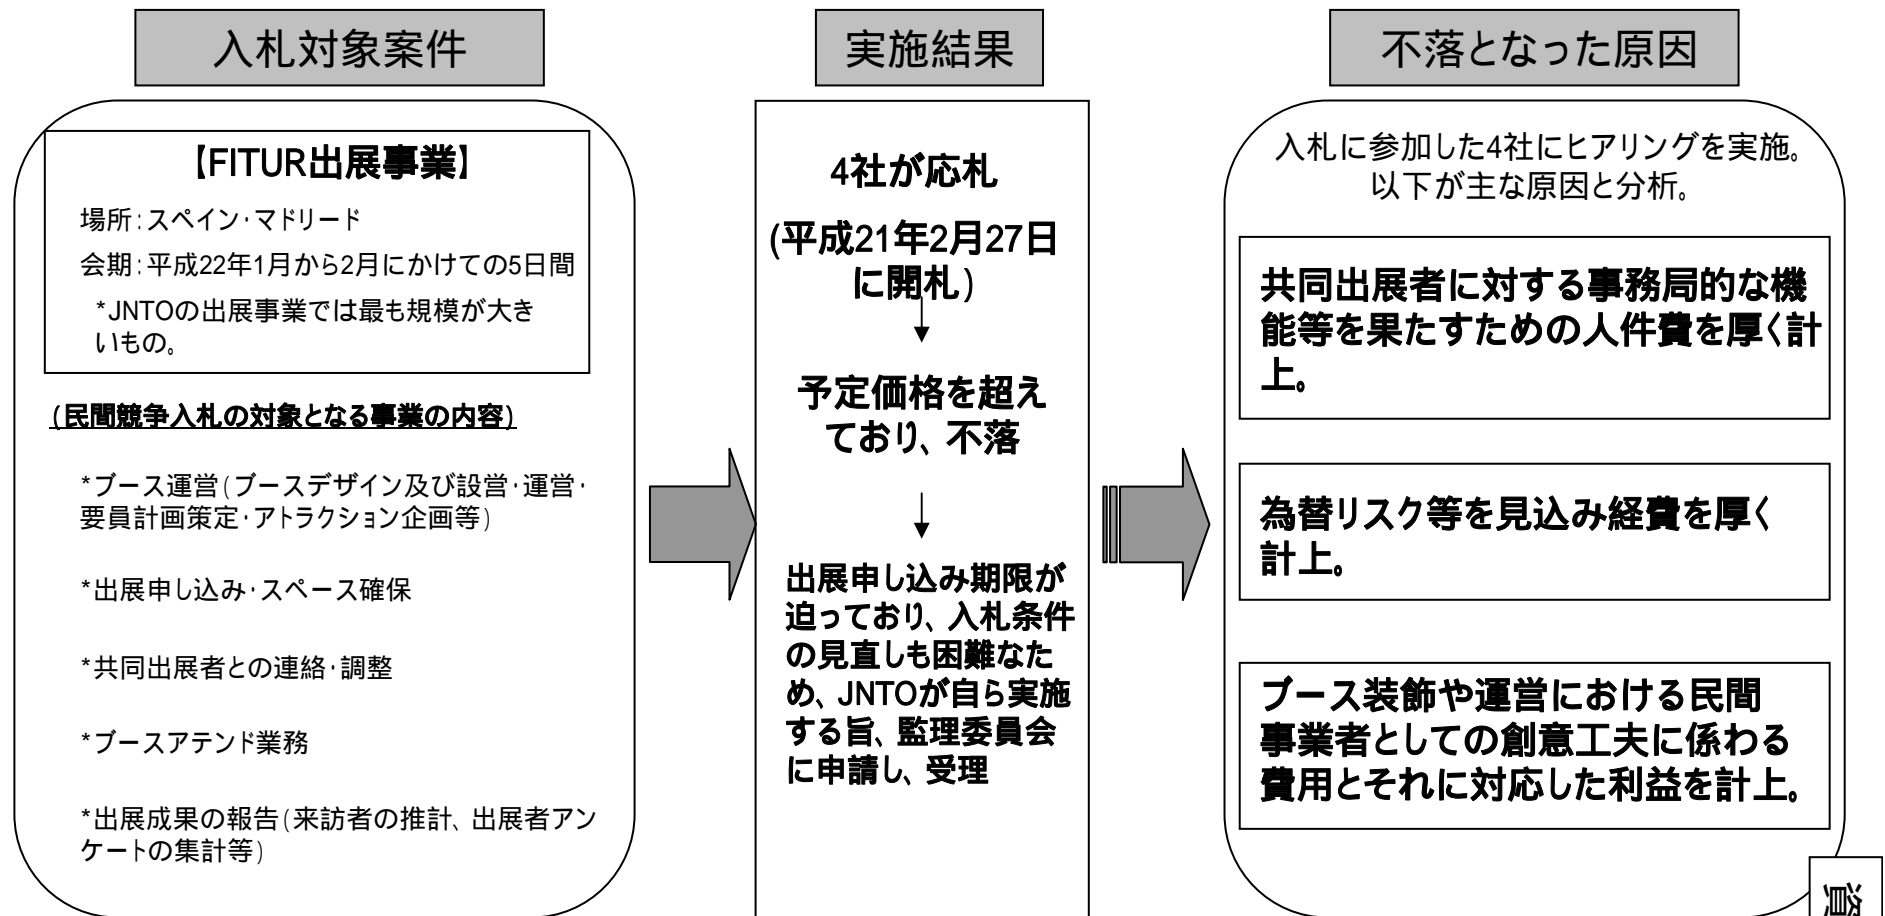 入札対象案件
【FITUR出展事業】
場所：スペイン・マドリード
会期：平成22年1月から2月にかけての5日間
*JNTOの出展事業では最も規模が大き
いもの。
(民間競争入札の対象となる事業の内容)
*ブース運営(ブースデザイン及び設営・運営・
要員計画策定・アトラクション企画等)
*出展申し込み・スペース確保
*共同出展者との連絡・調整
*ブースアテンド業務
*出展成果の報告(来訪者の推計、出展者アン
ケートの集計等)
実施結果
4社が応札
(平成21年2月27日
に開札)
予定価格を超え
ており、不落
出展申し込み期限が
迫っており、入札条件
の見直しも困難なた
め、JNTOが自ら実施
する旨、監理委員会
に申請し、受理
不落となった原因
入札に参加した4社にヒアリングを実施。
以下が主な原因と分析。
共同出展者に対する事務局的な機
能等を果たすための人件費を厚く計
上。
為替リスク等を見込み経費を厚く
計上。
ブース装飾や運営における民間
事業者としての創意工夫に係わる
費用とそれに対応した利益を計上。
資